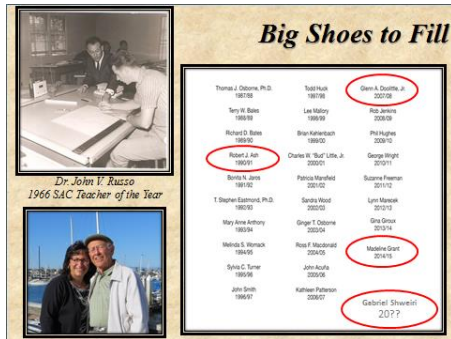 Big Shoes to Fill
Dr. John V. Russo
1966 SAC Teacher of the Year
Thomas J. Osborne, Ph.D.
1987/88
Terry W. Bales
1988/89
Richard D. Bates
1989/90
Robert J. Ash
1990/91
Bonita N. Jaros
1991/92
T. Stephen Eastmond, Ph.D.
1992/93
Mary Anne Anthony
1993/94
Melinda S. Womack
1994/95
Sylvia C. Turner
1995/96
John Smith
1996/97
Todd Huck
1997/98
Lee Mallory
1998/99
Brian Kehlenbach
1999/00
Charles W. "Bud" Little, Jr.
2000/01
Patricia Mansfield
2001/02
Sandra Wood
2002/03
Ginger T. Osborne
2003/04
Ross F. Macdonald
2004/05
John Acuña
2005/06
Kathleen Patterson
2006/07
Glenn A. Doolittle, Jr.
2007/08
Rob Jenkins
2008/09
Phil Hughes
2009/10
George Wright
2010/11
Suzanne Freeman
2011/12
Lynn Marecek
2012/13
Gina Giroux
2013/14
Madeline Grant
2014/15
Gabriel Shweiri
20??